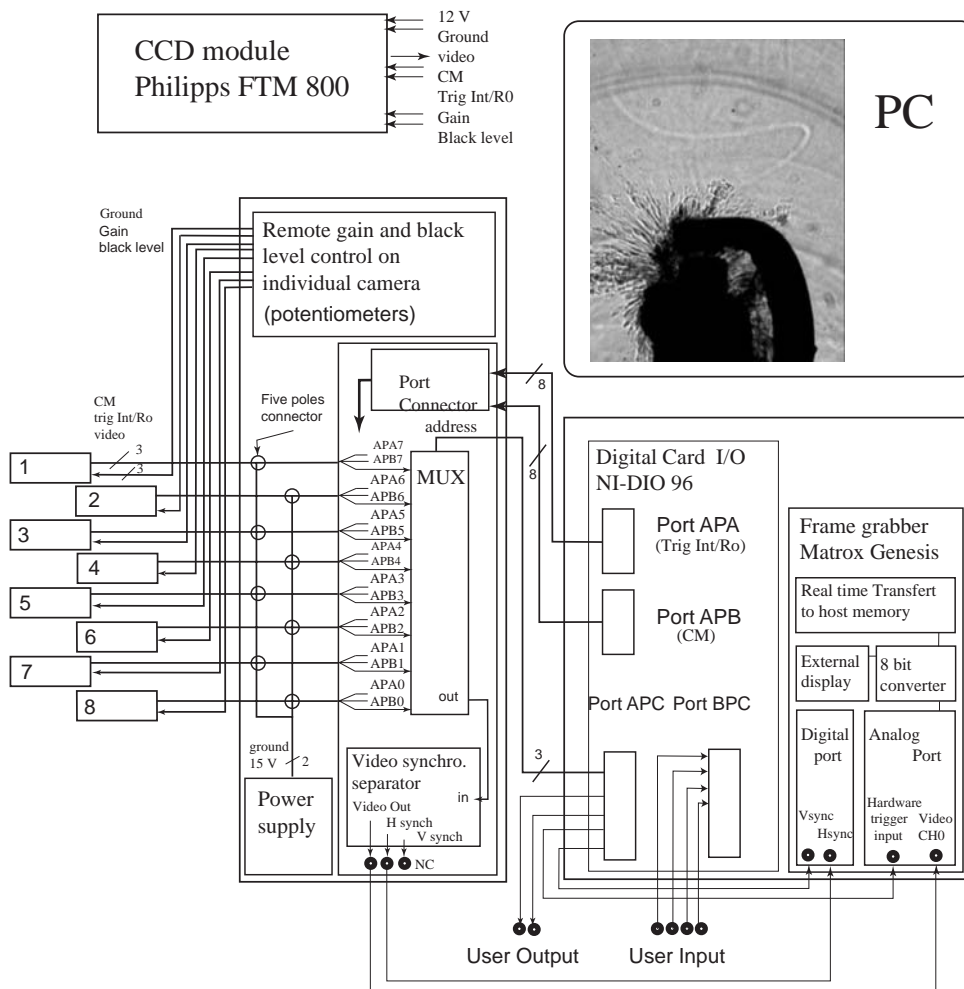 CCD module
Philipps FTM 800
12 V
Ground
video
CM
Trig Int/R0
Gain
Black level
PC
Ground
Gain
black level
Remote gain and black
level control on
individual camera
(potentiometers)
CM
trig Int/Ro
video
3
3
Five poles
connector
Port
Connector
address
8
8
MUX
out
1
2
3
4
5
6
7
8
APA7
APB7
APA6
APB6
APA5
APB5
APA4
APB4
APA3
APB3
APA2
APB2
APA1
APB1
APA0
APB0
ground
15 V
2
Power
supply
Video synchro.
separator
in
Video Out
H synch
V synch
NC
3
Digital Card I/O
NI-DIO 96
Port APA
(Trig Int/Ro)
Port APB
(CM)
Port APC Port BPC
Frame grabber
Matrox Genesis
Real time Transfert
to host memory
External
display
8 bit
converter
Digital
port
Vsync
Hsync
Analog
Port
Hardware
trigger
input
Video
CH0
User Output
User Input